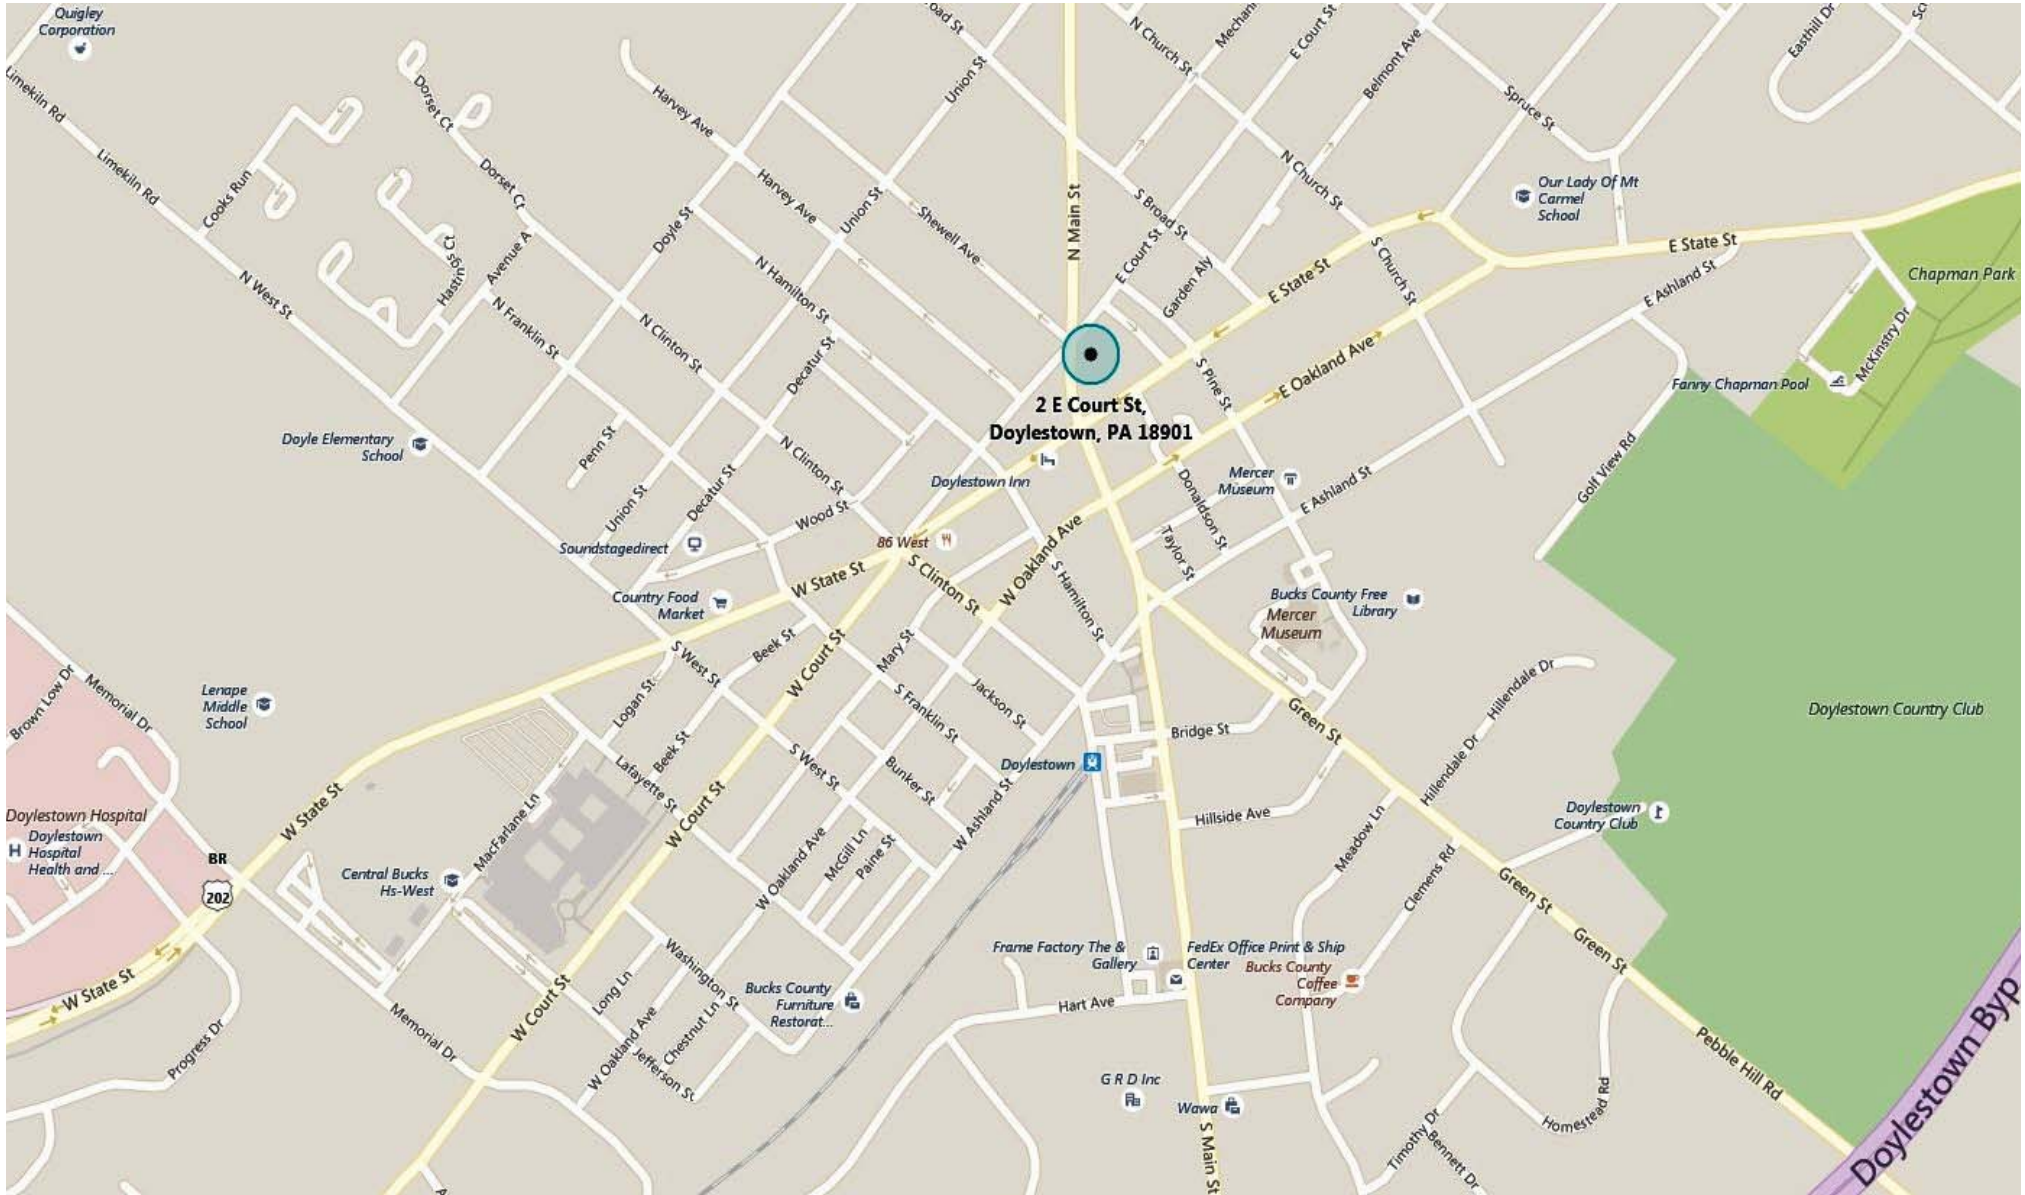 Quigley
Corporation
Limekiln Rd
Limekiln Rd
Cooks Run
Dorset Ct
Dorset Ct
Hastings Ct
Avenue A
Harvey Ave
Harvey Ave
Doyle St
Union St
Union St
Shewell Ave
N Main St
N Church St
E Court St
Belmont Ave
Spruce St
Easthill Dr
N Church St
S Broad St
E Court St
Garden Aly
Our Lady Of Mt
Carmel
School
E State St
E State St
S Church St
E Ashland St
Chapman Park
McKinstry Dr
Fanny Chapman Pool
N West St
N Franklin St
N Clinton St
N Hamilton St
Decatur St
S Pine St
E Oakland Ave
2 E Court St,
Doylestown, PA 18901
Doylestown Inn
Doyle Elementary
School
Penn St
Union St
Decatur St
N Clinton St
Wood St
Soundstagedirect
86 West
Mercer
Museum
Donaldson St
Taylor St
E Ashland St
Golf View Rd
Country Food
Market
W State St
S Clinton St
W Oakland Ave
S Hamilton St
Bucks County Free
Library
Mercer
Museum
Beek St
W Court St
Mary St
S West St
Logan St
S Franklin St
Jackson St
Lenape
Middle
School
Brown Low Dr
Memorial Dr
Hillendale Dr
Hillendale Dr
Doylestown Country Club
Bridge St
Green St
Doylestown
Beek St
Lafayette St
S West St
Bunker St
W Ashland St
W Court St
MacFarlane Ln
W State St
Doylestown Hospital
Doylestown
Hospital
Health and ...
BR
202
Central Bucks
Hs-West
W Oakland Ave
McGill Ln
Paine St
Hillside Ave
Meadow Ln
Clemens Rd
Doylestown
Country Club
Green St
Green St
W State St
Progress Dr
Memorial Dr
W Court St
Long Ln
Washington St
Chestnut Ln
W Oakland Ave
Jefferson St
Bucks County
Furniture
Restorat...
Frame Factory The &
Gallery
FedEx Office Print & Ship
Center
Bucks County
Coffee
Company
Hart Ave
G R D Inc
Wawa
S Main St
Timothy Dr
Bennett Dr
Homestead Rd
Pebble Hill Rd
Doylestown Byp